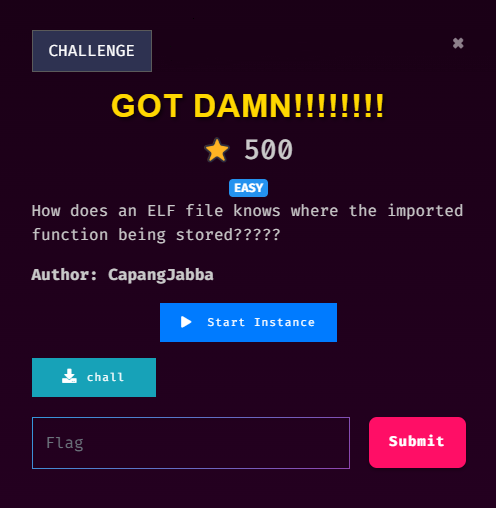 CHALLENGE
✖
GOT DAMN!!!!!!!!
500
EASY
How does an ELF file knows where the imported
function being stored?????
Author: CapangJabba
Start Instance
chall
Flag
Submit